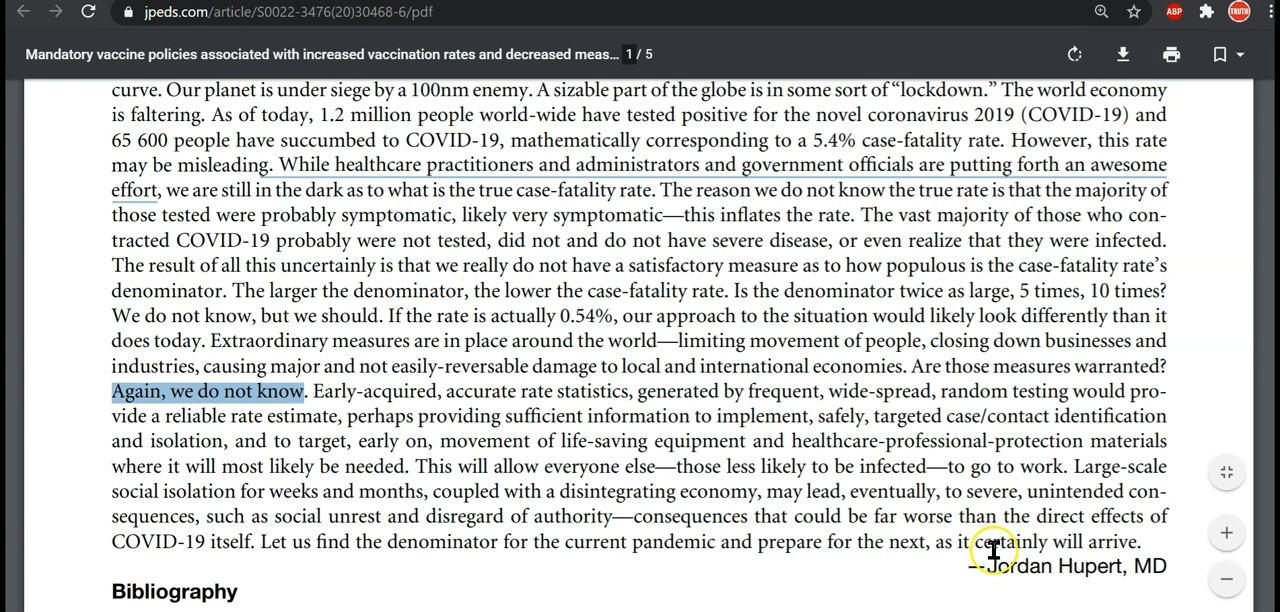 jpeds.com/article/S0022-3476(20)30468-6/pdf
ABP
TRUTH
Mandatory vaccine policies associated with increased vaccination rates and decreased meas... 1 / 5
curve. Our planet is under siege by a 100nm enemy. A sizable part of the globe is in some sort of “lockdown.” The world economy
is faltering. As of today, 1.2 million people world-wide have tested positive for the novel coronavirus 2019 (COVID-19) and
65 600 people have succumbed to COVID-19, mathematically corresponding to a 5.4% case-fatality rate. However, this rate
may be misleading. While healthcare practitioners and administrators and government officials are putting forth an awesome
effort, we are still in the dark as to what is the true case-fatality rate. The reason we do not know the true rate is that the majority of
those tested were probably symptomatic, likely very symptomatic—this inflates the rate. The vast majority of those who con-
tracted COVID-19 probably were not tested, did not and do not have severe disease, or even realize that they were infected.
The result of all this uncertainly is that we really do not have a satisfactory measure as to how populous is the case-fatality rate’s
denominator. The larger the denominator, the lower the case-fatality rate. Is the denominator twice as large, 5 times, 10 times?
We do not know, but we should. If the rate is actually 0.54%, our approach to the situation would likely look differently than it
does today. Extraordinary measures are in place around the world—limiting movement of people, closing down businesses and
industries, causing major and not easily-reversable damage to local and international economies. Are those measures warranted?
Again, we do not know. Early-acquired, accurate rate statistics, generated by frequent, wide-spread, random testing would pro-
vide a reliable rate estimate, perhaps providing sufficient information to implement, safely, targeted case/contact identification
and isolation, and to target, early on, movement of life-saving equipment and healthcare-professional-protection materials
where it will most likely be needed. This will allow everyone else—those less likely to be infected—to go to work. Large-scale
social isolation for weeks and months, coupled with a disintegrating economy, may lead, eventually, to severe, unintended con-
sequences, such as social unrest and disregard of authority—consequences that could be far worse than the direct effects of
COVID-19 itself. Let us find the denominator for the current pandemic and prepare for the next, as it certainly will arrive.
—Jordan Hupert, MD
Bibliography